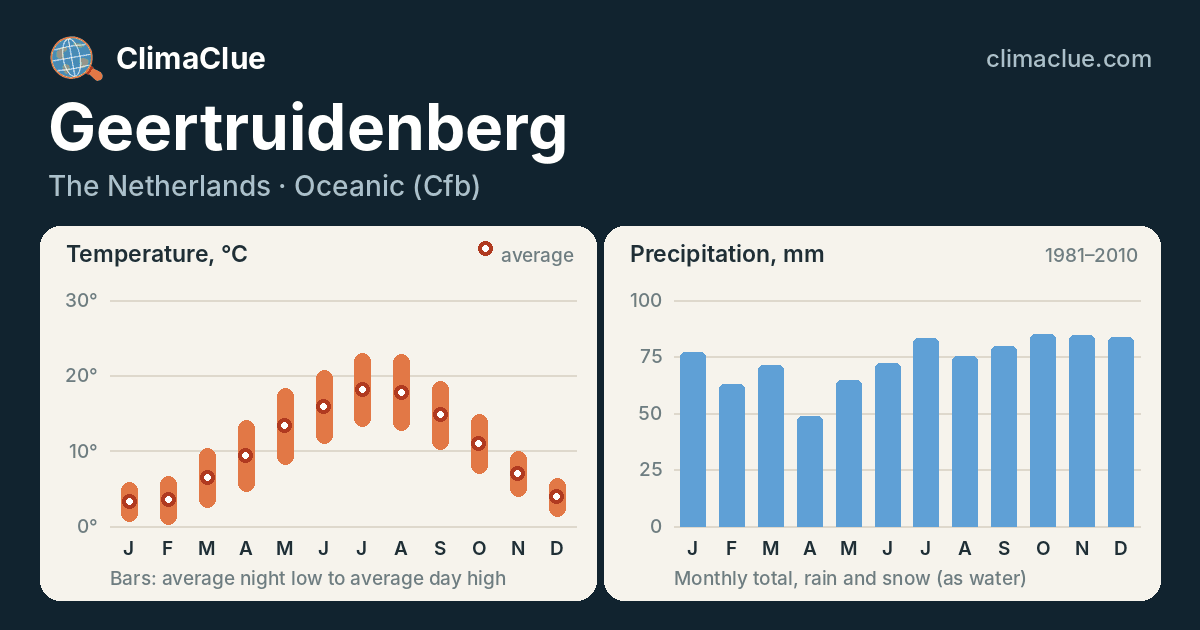 ClimaClue
climaclue.com
Geertruidenberg
The Netherlands · Oceanic (Cfb)
Temperature, °C
average
30°
20°
10°
0°
J F M A M J J A S O N D
Bars: average night low to average day high
Precipitation, mm
1981–2010
100
75
50
25
0
J F M A M J J A S O N D
Monthly total, rain and snow (as water)